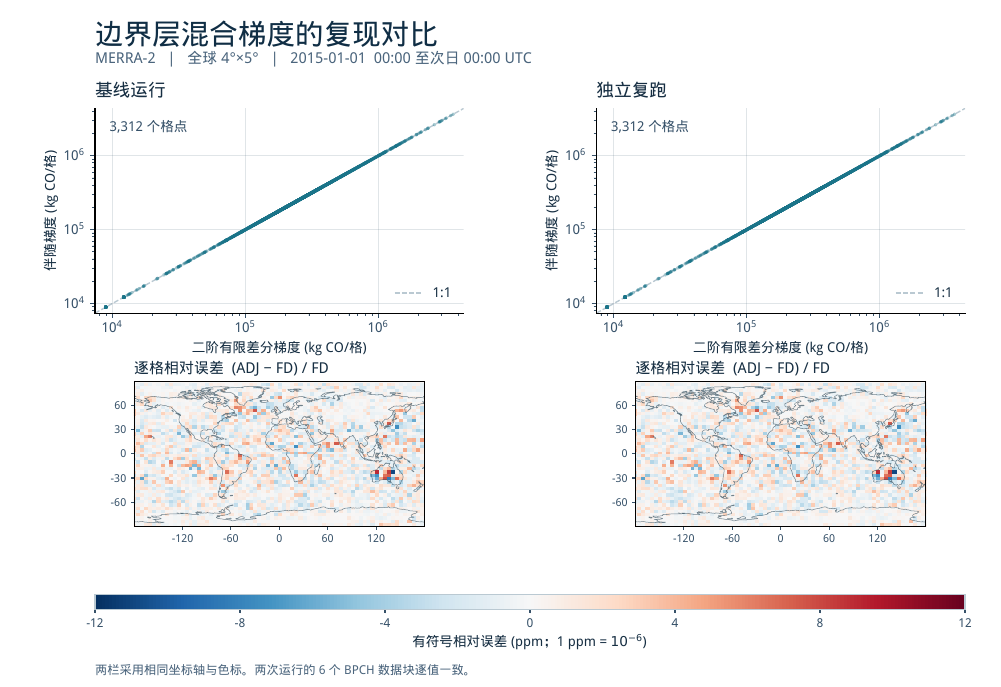 边界层混合梯度的复现对比
MERRA-2 | 全球 4°×5° | 2015-01-01 00:00 至次日 00:00 UTC
基线运行
3,312 个格点
伴随梯度 (kg CO/格)
10⁶
10⁵
10⁴
1:1
10⁴ 10⁵ 10⁶
二阶有限差分梯度 (kg CO/格)
独立复跑
3,312 个格点
伴随梯度 (kg CO/格)
10⁶
10⁵
10⁴
1:1
10⁴ 10⁵ 10⁶
二阶有限差分梯度 (kg CO/格)
逐格相对误差 (ADJ − FD) / FD
60
30
0
-30
-60
-120 -60 0 60 120
逐格相对误差 (ADJ − FD) / FD
60
30
0
-30
-60
-120 -60 0 60 120
-12 -8 -4 0 4 8 12
有符号相对误差 (ppm；1 ppm = 10⁻⁶)
两栏采用相同坐标轴与色标。两次运行的 6 个 BPCH 数据块逐值一致。